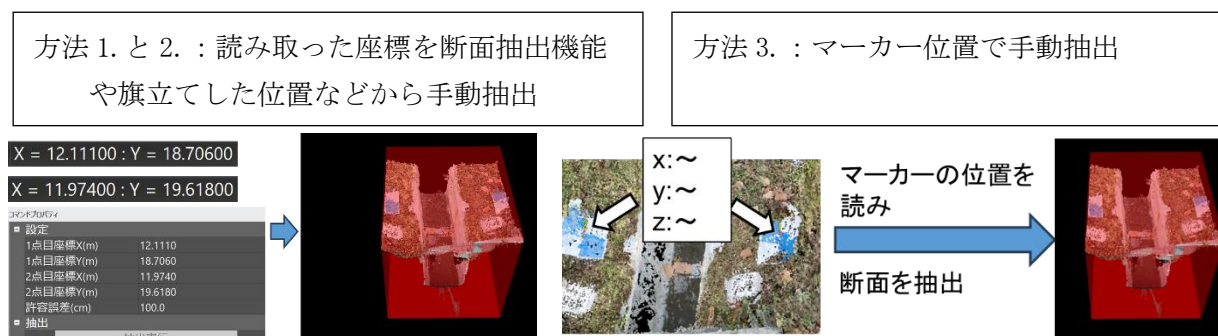 方法 1. と 2. : 読み取った座標を断面抽出機能
や旗立てした位置などから手動抽出
方法 3. : マーカー位置で手動抽出
X = 12.11100 : Y = 18.70600
X = 11.97400 : Y = 19.61800
コマンドプロパティ
設定
1点目座標X(m) 12.1110
1点目座標Y(m) 18.7060
2点目座標X(m) 11.9740
2点目座標Y(m) 19.6180
許容誤差(cm) 100.0
抽出
x:～
y:～
z:～
マーカーの位置を
読み
断面を抽出